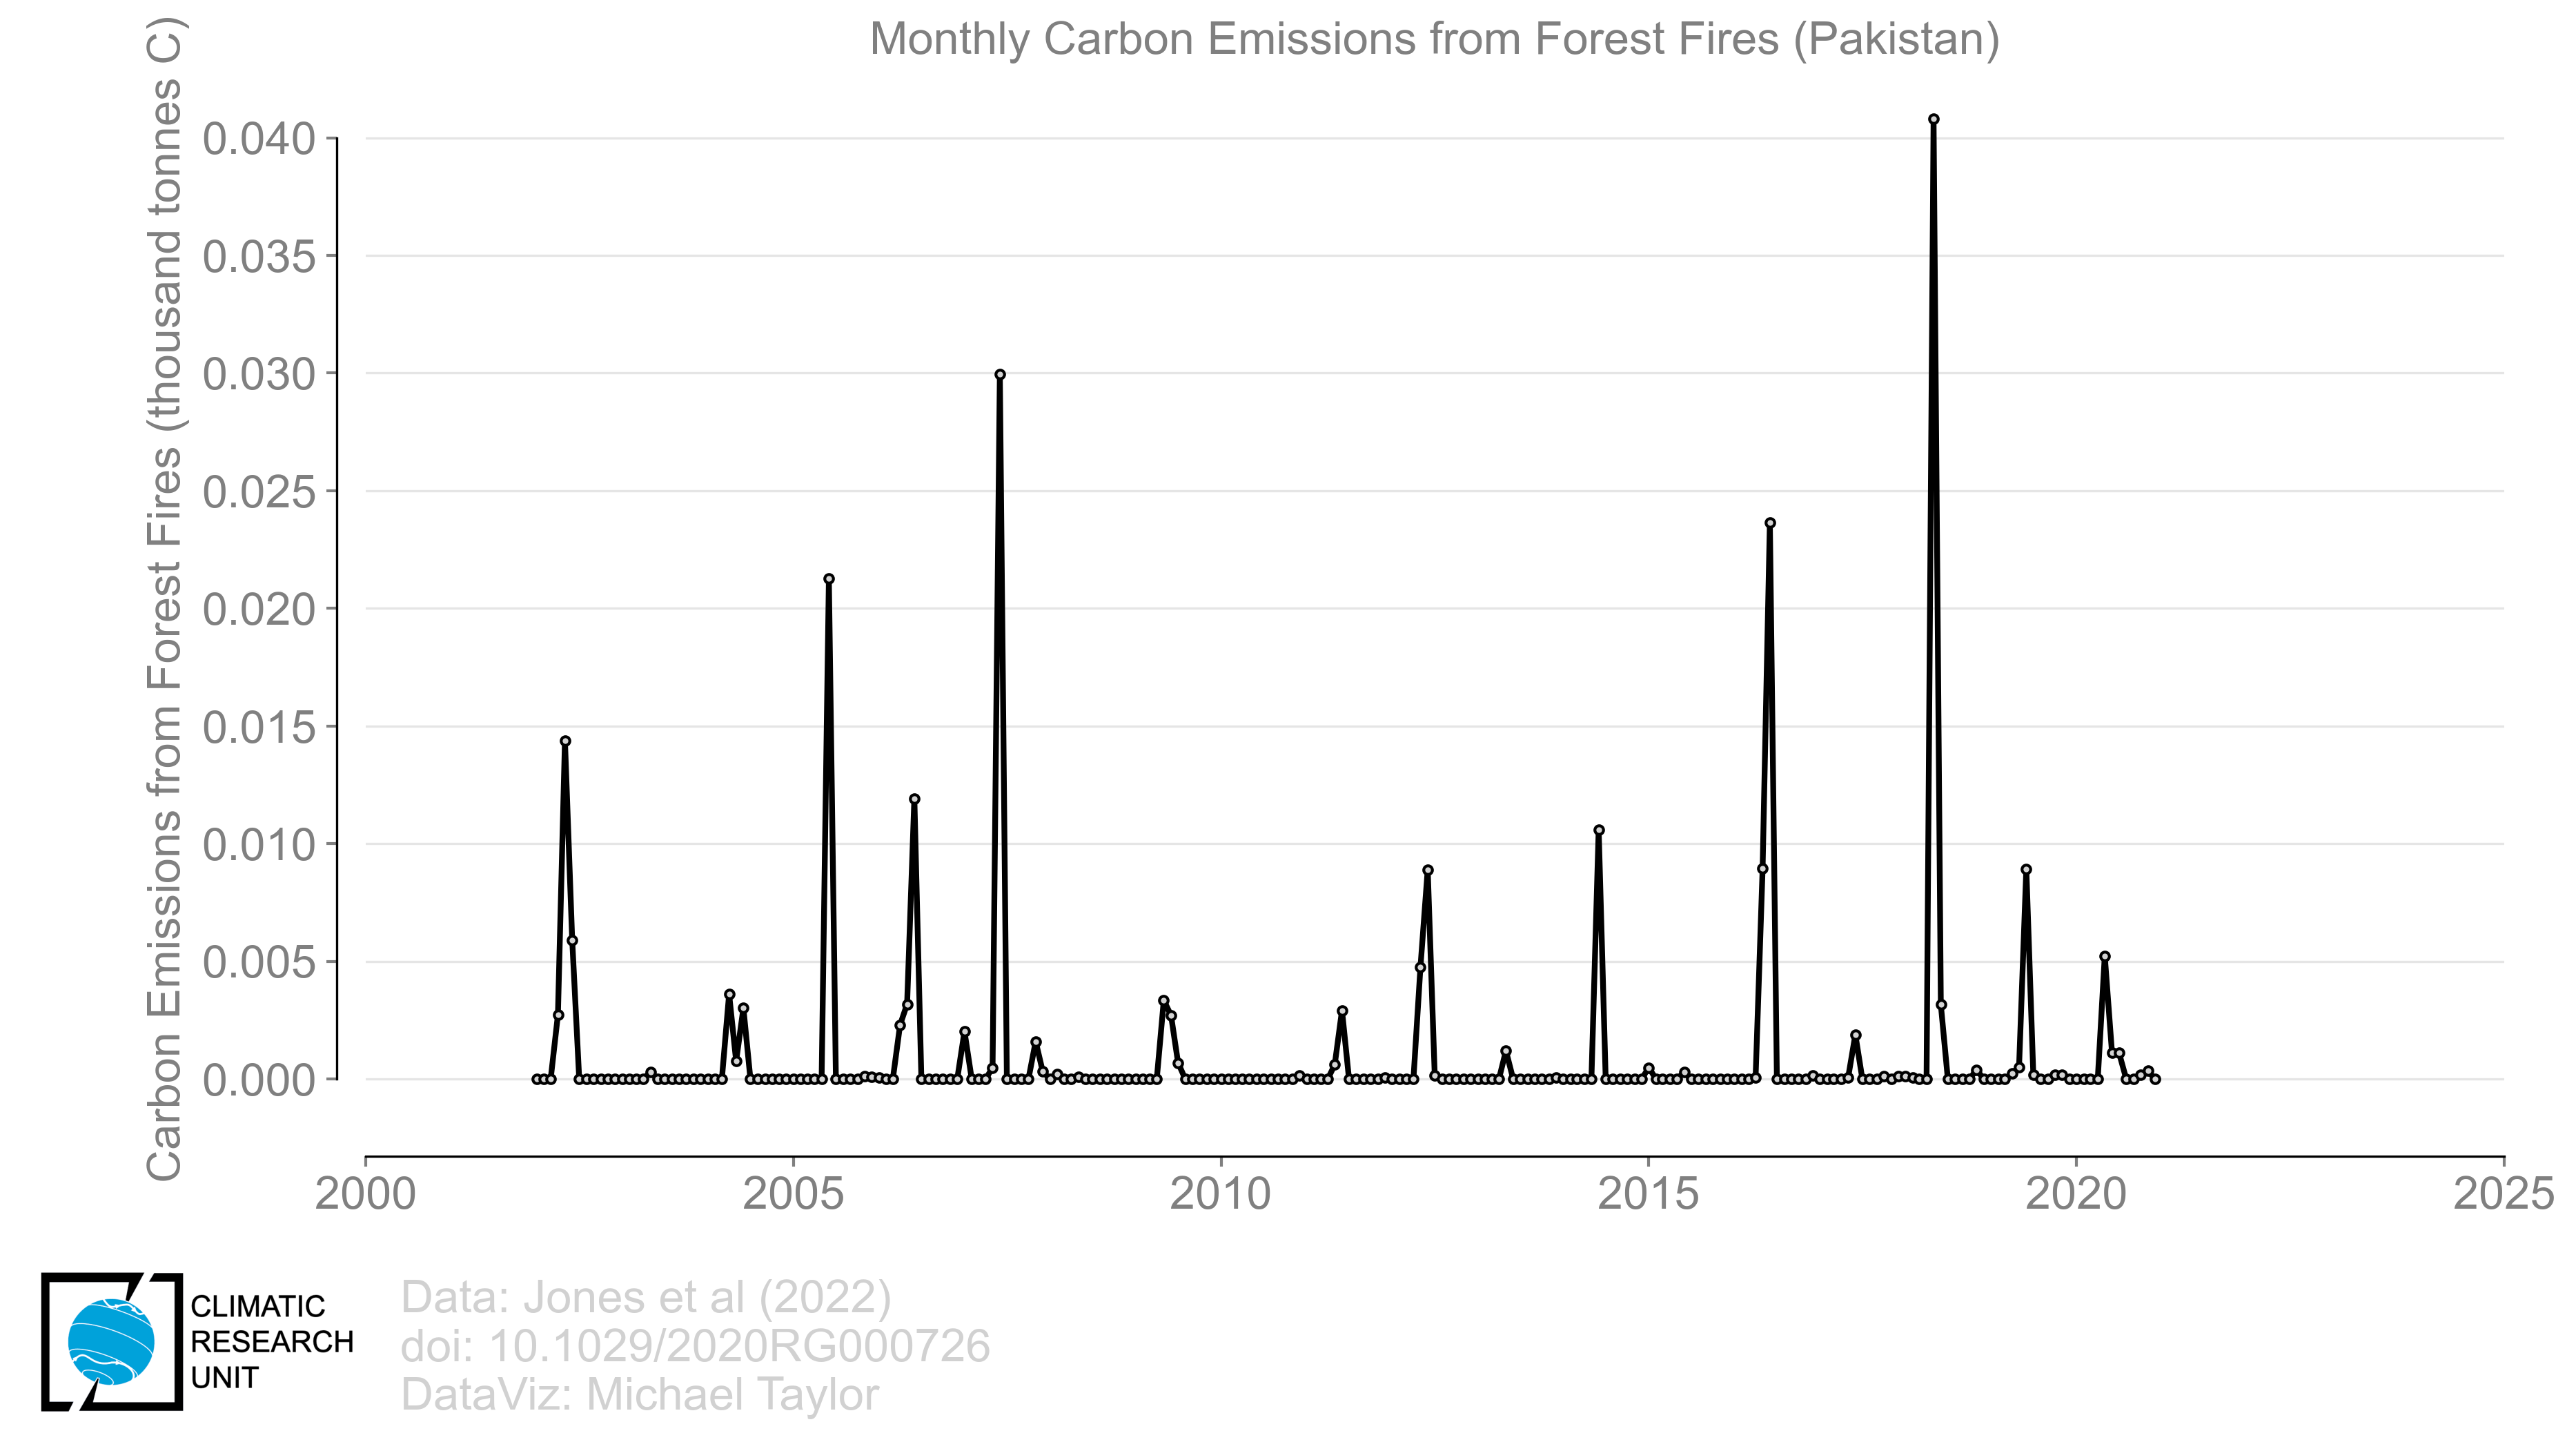 Monthly Carbon Emissions from Forest Fires (Pakistan)
Carbon Emissions from Forest Fires (thousand tonnes C)
0.040
0.035
0.030
0.025
0.020
0.015
0.010
0.005
0.000
2000
2005
2010
2015
2020
2025
CLIMATIC
RESEARCH
UNIT
Data: Jones et al (2022)
doi: 10.1029/2020RG000726
DataViz: Michael Taylor